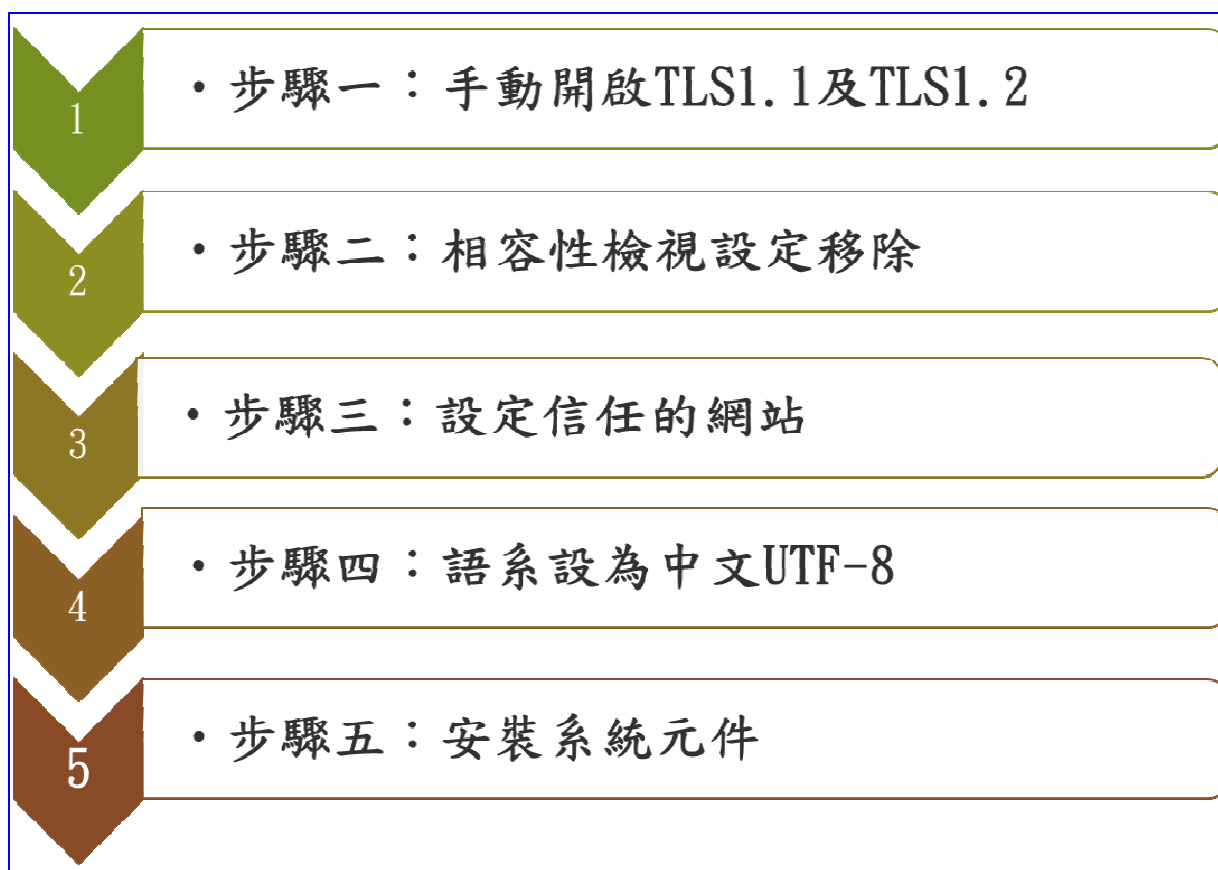 1
・步驟一：手動開啟TLS1.1及TLS1.2
2
・步驟二：相容性檢視設定移除
3
・步驟三：設定信任的網站
4
・步驟四：語系設為中文UTF-8
5
・步驟五：安裝系統元件